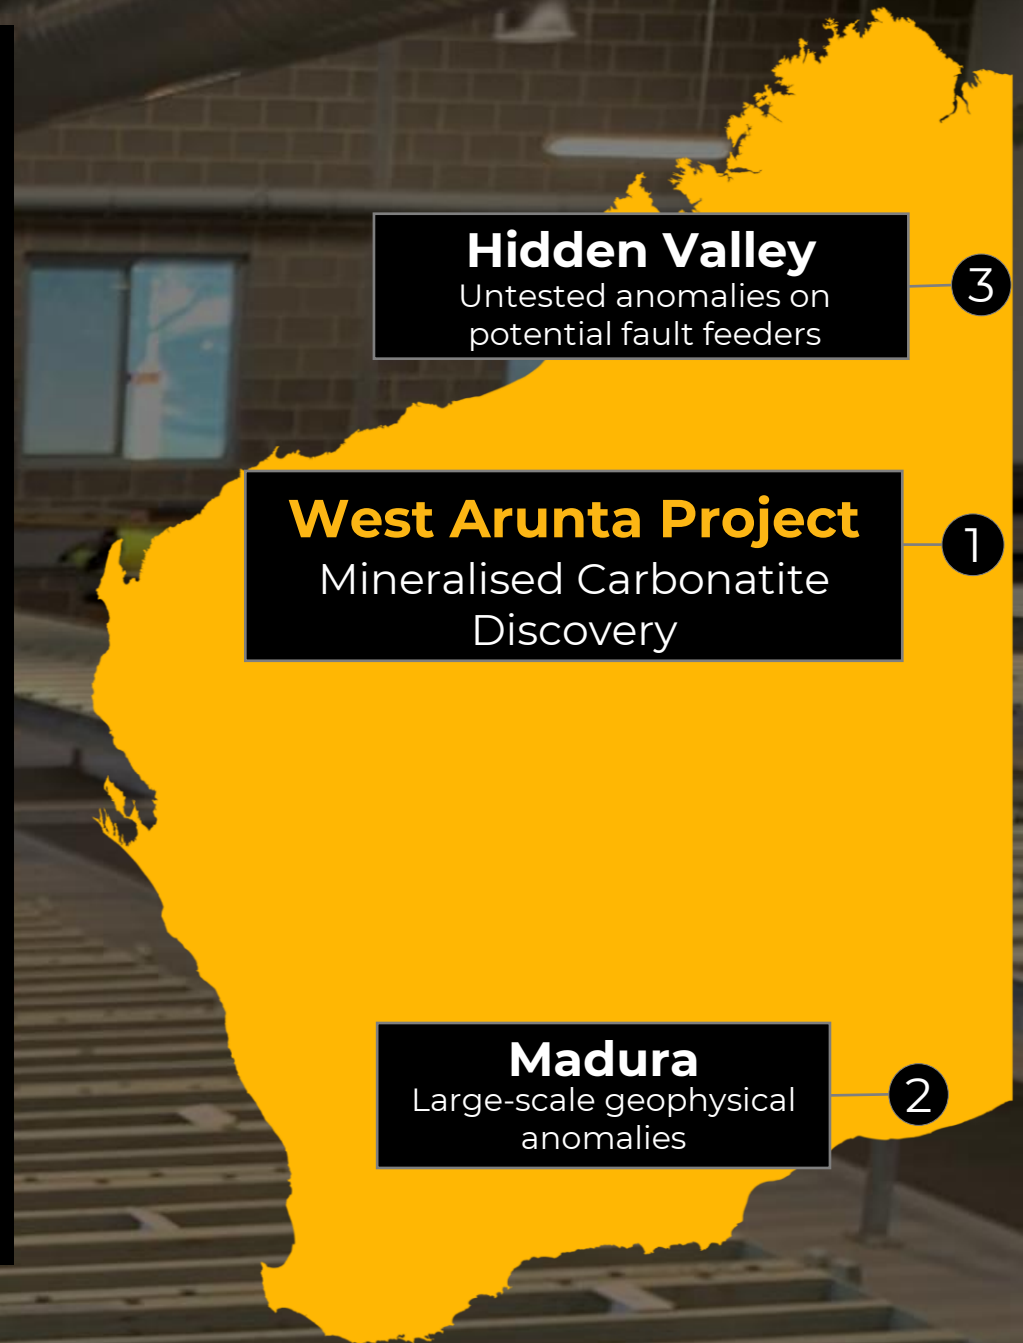 Hidden Valley
Untested anomalies on
potential fault feeders
3
West Arunta Project
Mineralised Carbonatite
Discovery
1
Madura
Large-scale geophysical
anomalies
2